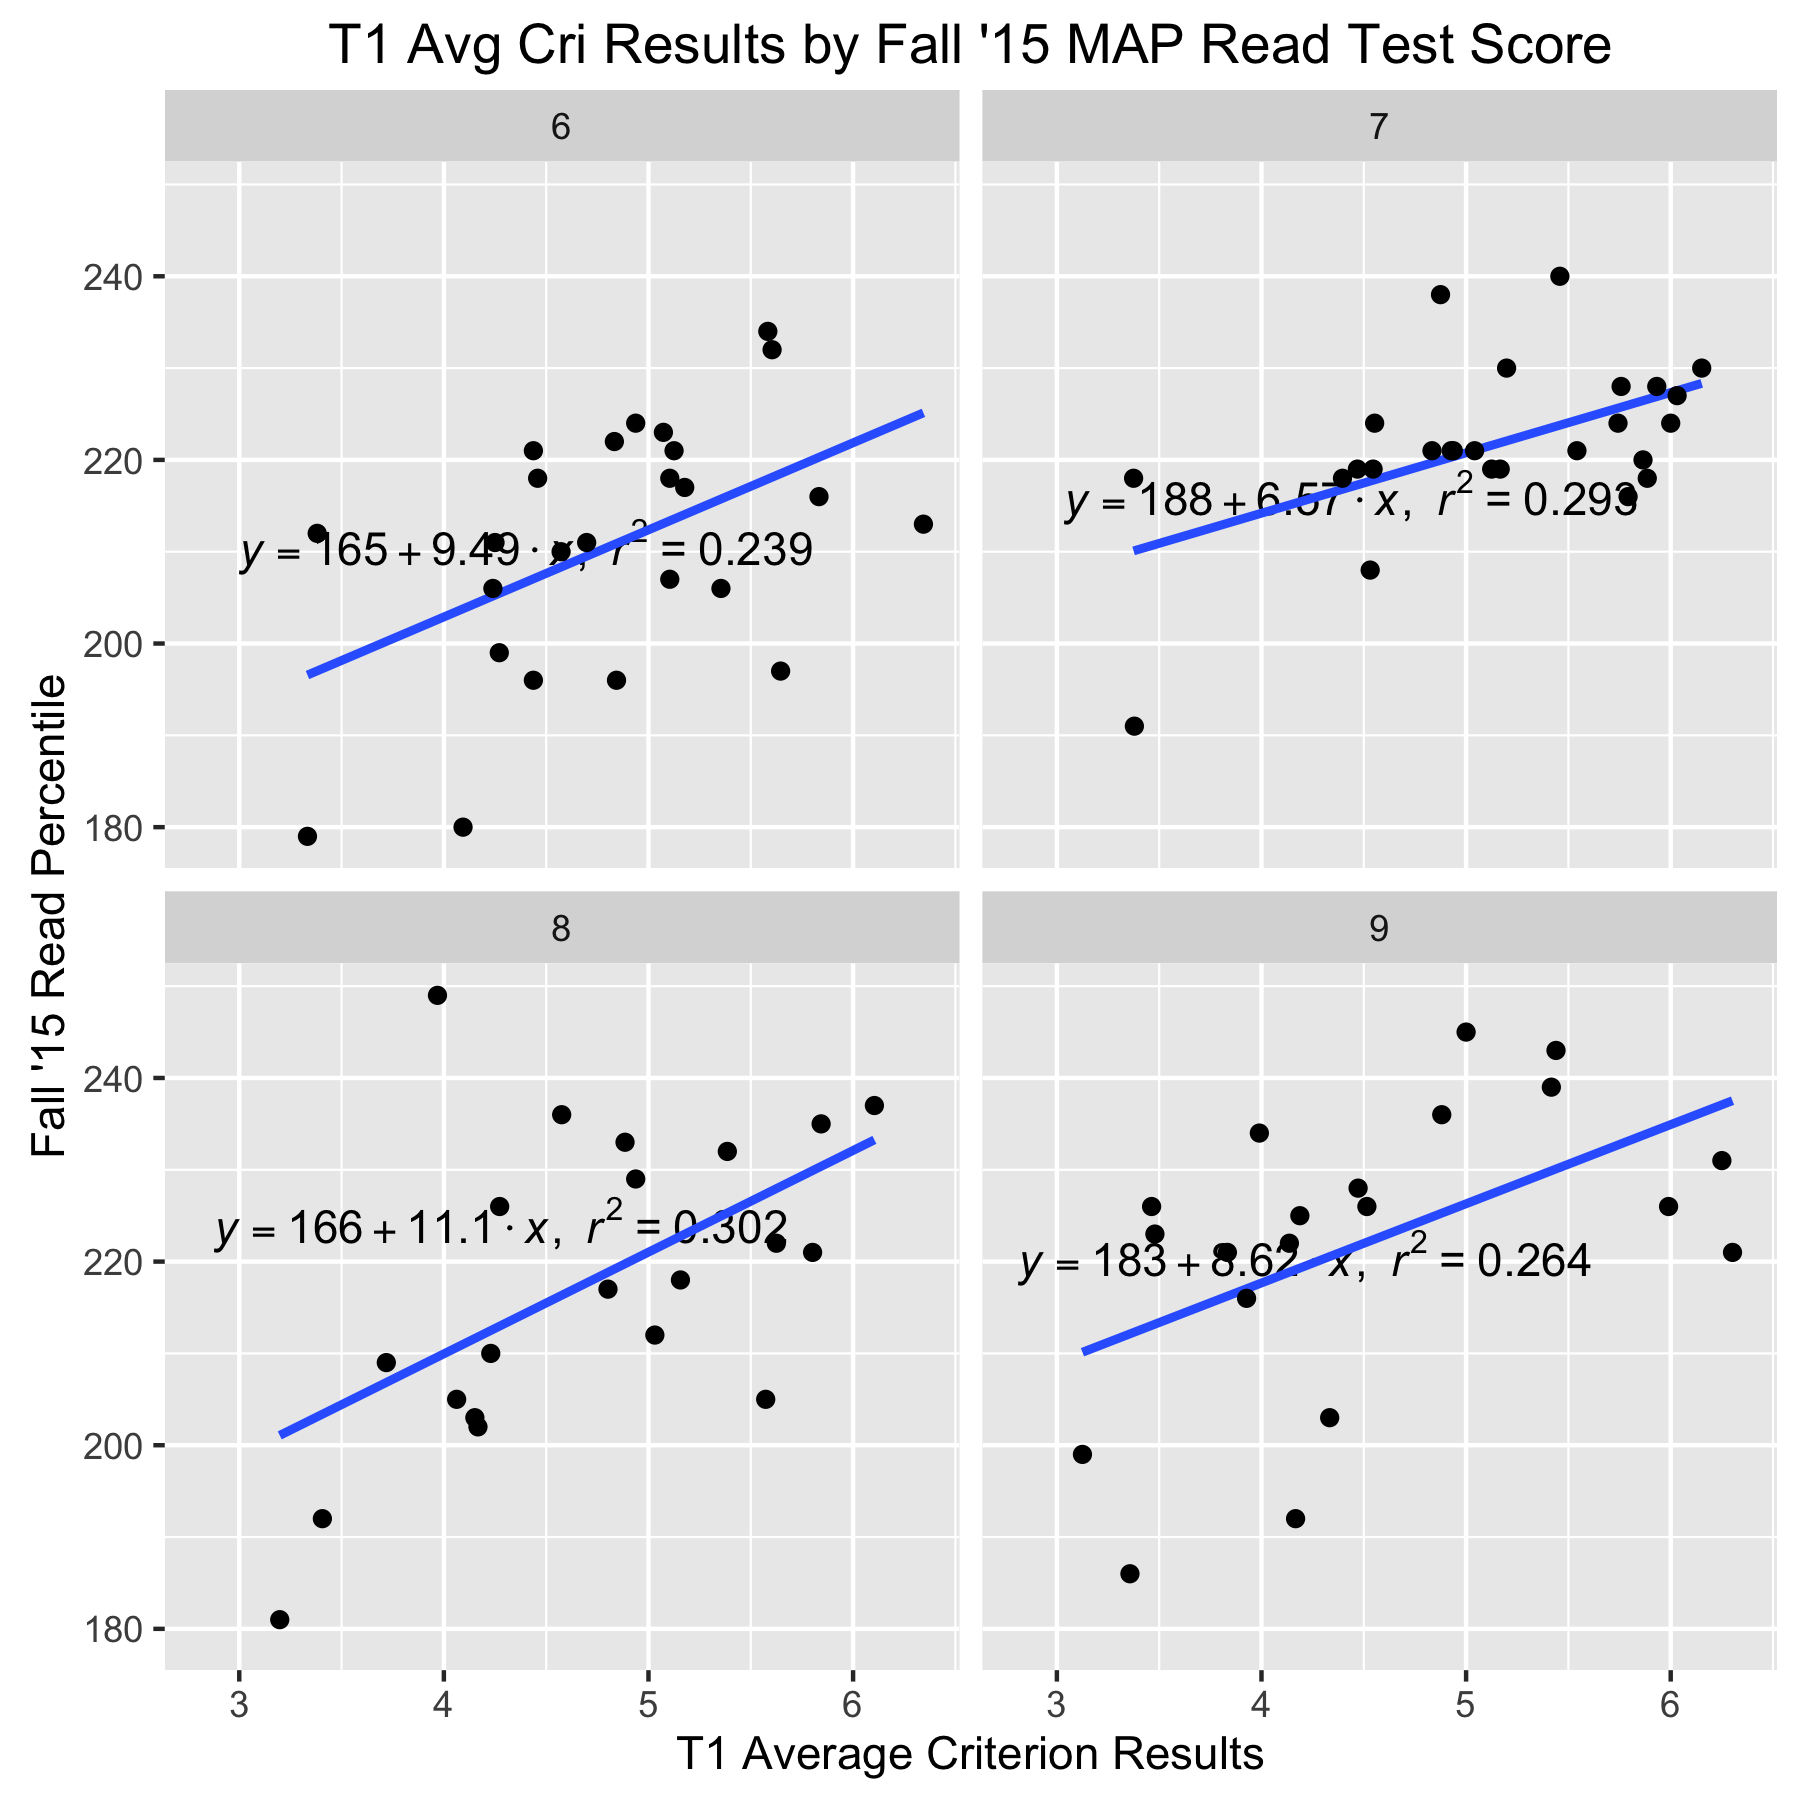 T1 Avg Cri Results by Fall '15 MAP Read Test Score
6
7
240
220
200
180
y = 165 + 9.49 · x, r² = 0.239
y = 188 + 6.57 · x, r² = 0.293
Fall '15 Read Percentile
8
9
240
220
200
180
y = 166 + 11.1 · x, r² = 0.302
y = 183 + 8.62 x, r² = 0.264
3 4 5 6
3 4 5 6
T1 Average Criterion Results